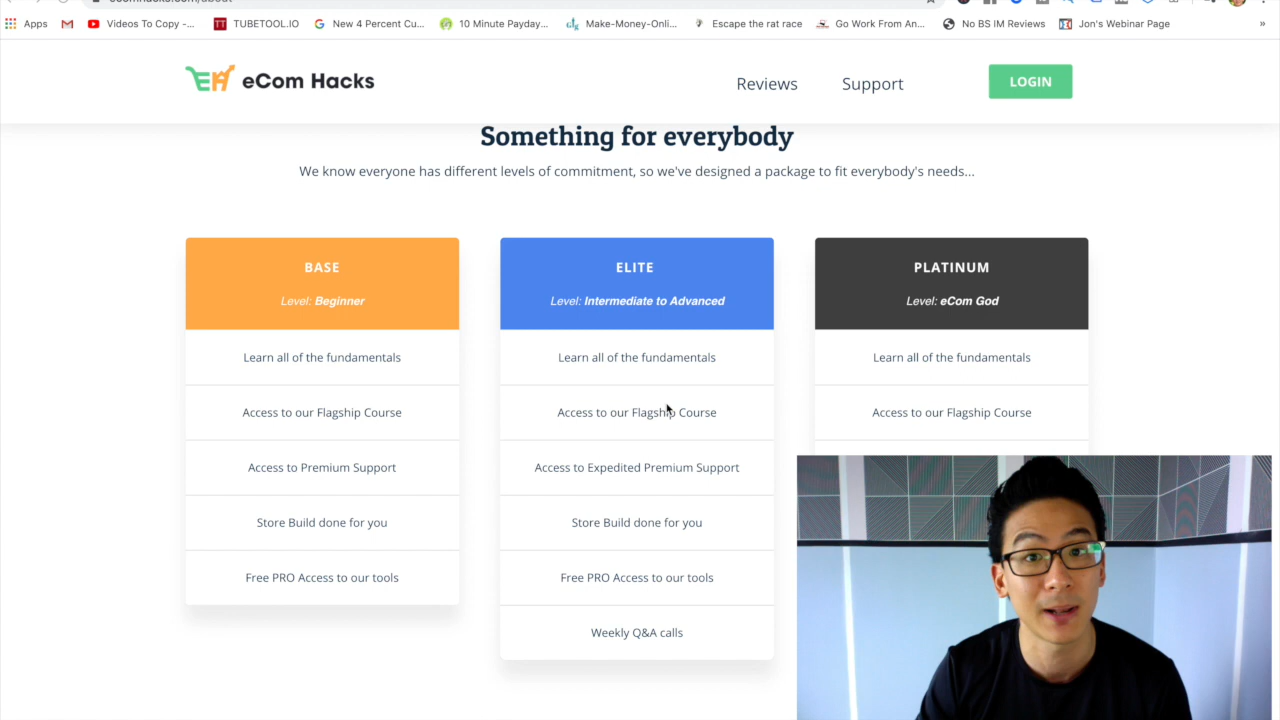 Apps
Videos To Copy -...
TUBETOOL.IO
New 4 Percent Cu...
10 Minute Payday...
Make-Money-Onli...
Escape the rat race
Go Work From An...
No BS IM Reviews
Jon's Webinar Page
»
eCom Hacks
Reviews
Support
LOGIN
Something for everybody
We know everyone has different levels of commitment, so we've designed a package to fit everybody's needs...
BASE
Level: Beginner
Learn all of the fundamentals
Access to our Flagship Course
Access to Premium Support
Store Build done for you
Free PRO Access to our tools
ELITE
Level: Intermediate to Advanced
Learn all of the fundamentals
Access to our Flagship Course
Access to Expedited Premium Support
Store Build done for you
Free PRO Access to our tools
Weekly Q&A calls
PLATINUM
Level: eCom God
Learn all of the fundamentals
Access to our Flagship Course